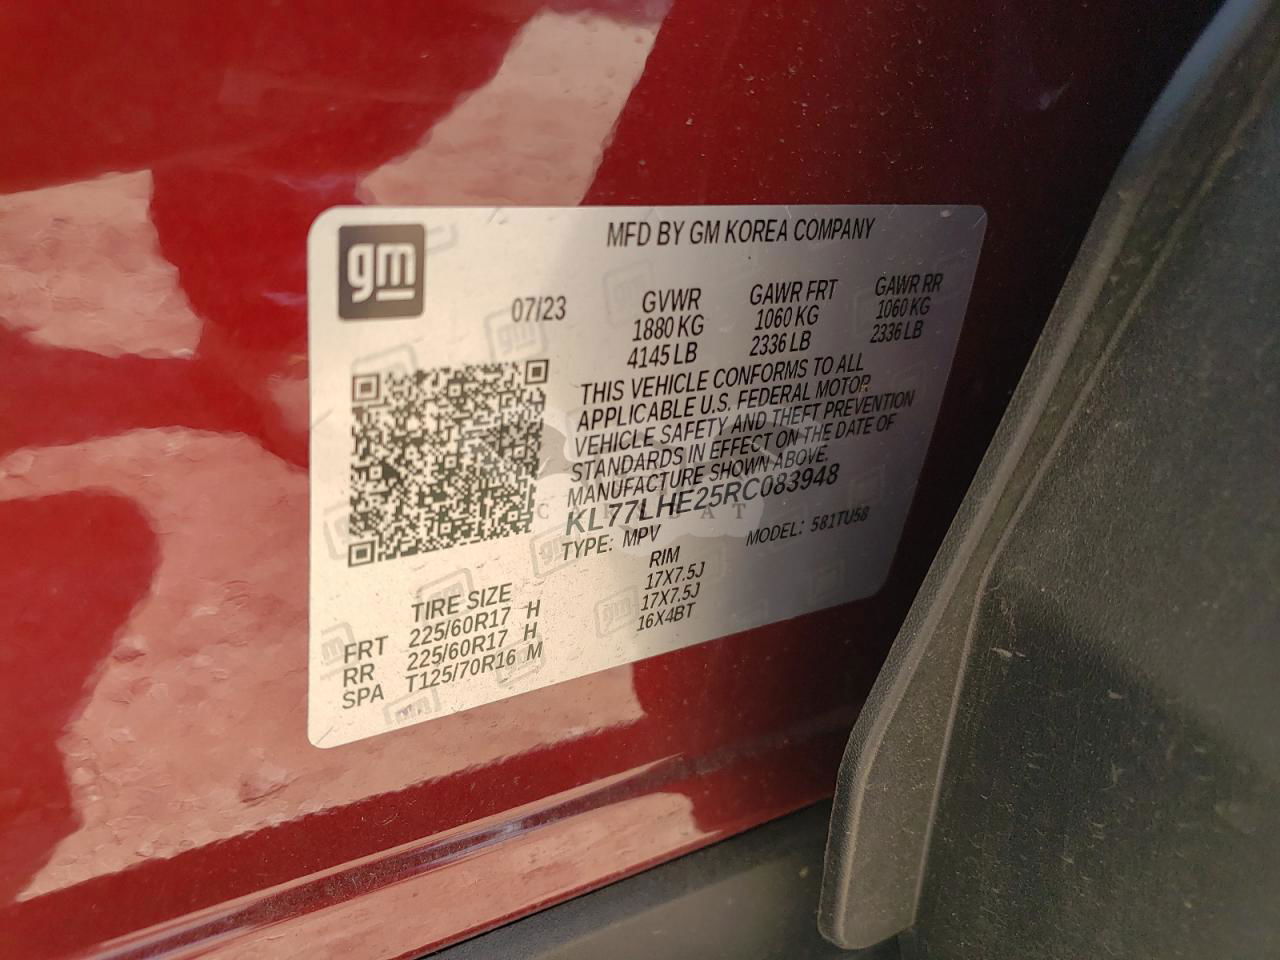 gm
MFD BY GM KOREA COMPANY
07/23 GVWR GAWR FRT GAWR RR
1880 KG 1060 KG 1060 KG
4145 LB 2336 LB 2336 LB
THIS VEHICLE CONFORMS TO ALL
APPLICABLE U.S. FEDERAL MOTOR
VEHICLE SAFETY AND THEFT PREVENTION
STANDARDS IN EFFECT ON THE DATE OF
MANUFACTURE SHOWN ABOVE.
KL77LHE25RC083948
TYPE: MPV MODEL: 581TU58
TIRE SIZE RIM
FRT 225/60R17 H 17X7.5J
RR 225/60R17 H 17X7.5J
SPA T125/70R16 M 16X4BT